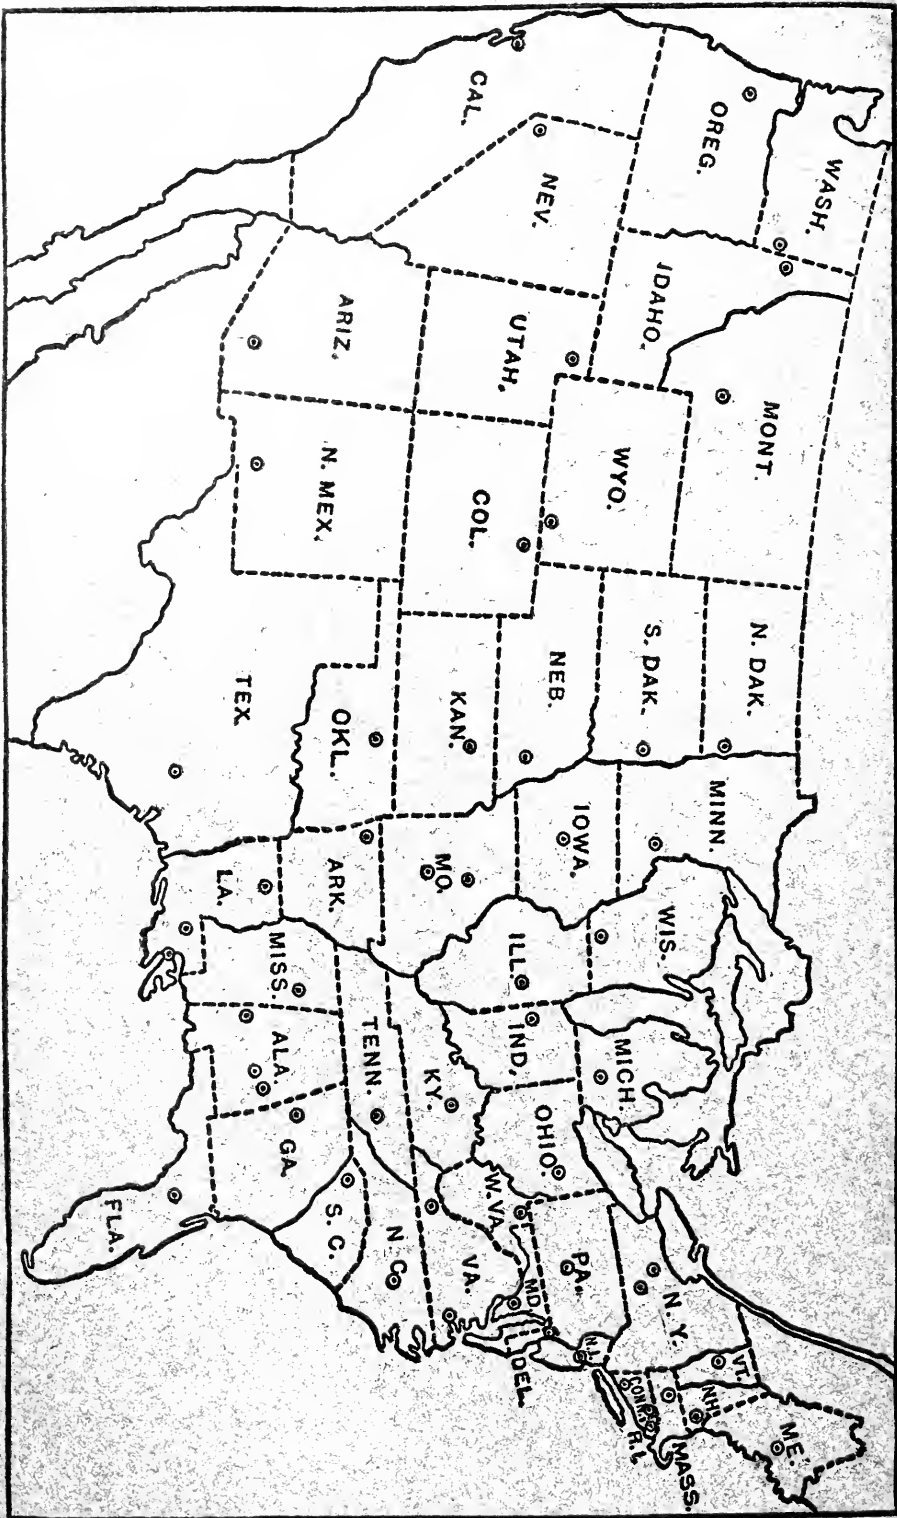 WASH.
OREG.
CAL.
NEV.
IDAHO.
MONT.
WYO.
UTAH,
ARIZ.
COL.
N. MEX.
N. DAK.
S. DAK.
NEB.
KAN.
OKL.
TEX.
MINN.
IOWA.
MO.
ARK.
LA.
WIS.
ILL.
MICH.
IND,
OHIO.
KY.
TENN.
MISS.
ALA.
GA.
FLA.
S. C.
N. C.
VA.
W. VA.
MD.
DEL.
PA.
N.J.
N. Y.
CONN.
R.I.
MASS.
VT.
NH.
ME.